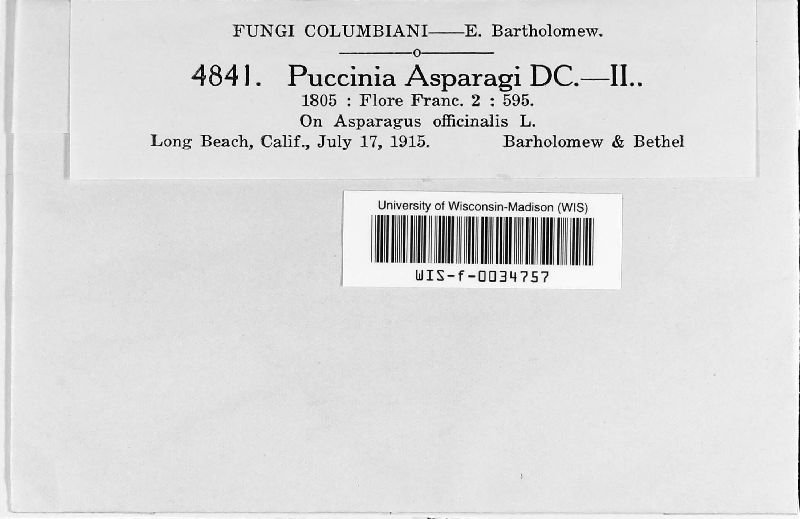 FUNGI COLUMBIANI——E. Bartholomew.
4841. Puccinia Asparagi DC.—II..
1805 : Flore Franc. 2 : 595.
On Asparagus officinalis L.
Long Beach, Calif., July 17, 1915. Barholomew & Bethel
University of Wisconsin-Madison (WIS)
WIS-f-0034757